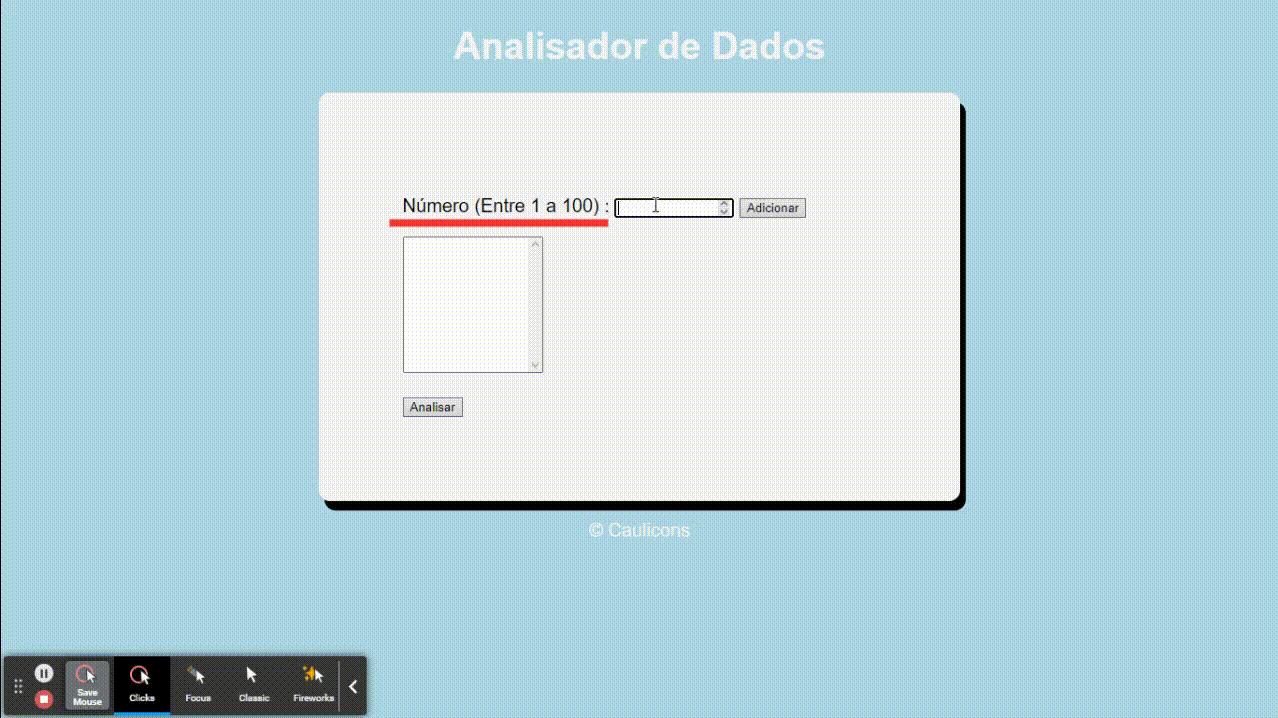 Analisador de Dados
Número (Entre 1 a 100) :
Adicionar
Analisar
© Caulicons
Save
Mouse
Clicks
Focus
Classic
Fireworks